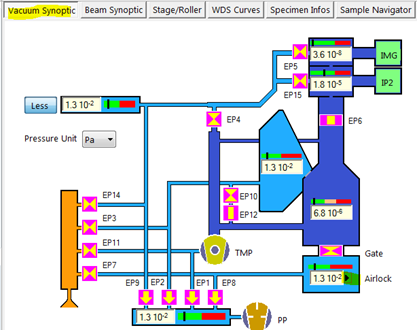 Vacuum Synoptic Beam Synoptic Stage/Roller WDS Curves Specimen Infos Sample Navigator
3.6 10-8 IMG
EP5
1.8 10-5 IP2
EP15
Less 1.3 10-2
EP4 EP6
Pressure Unit Pa
1.3 10-2
EP14 EP10
EP3 EP12 6.8 10-6
EP11 TMP Gate
EP7 1.3 10-2 Airlock
EP9 EP2 EP1 EP8
1.3 10-2 PP